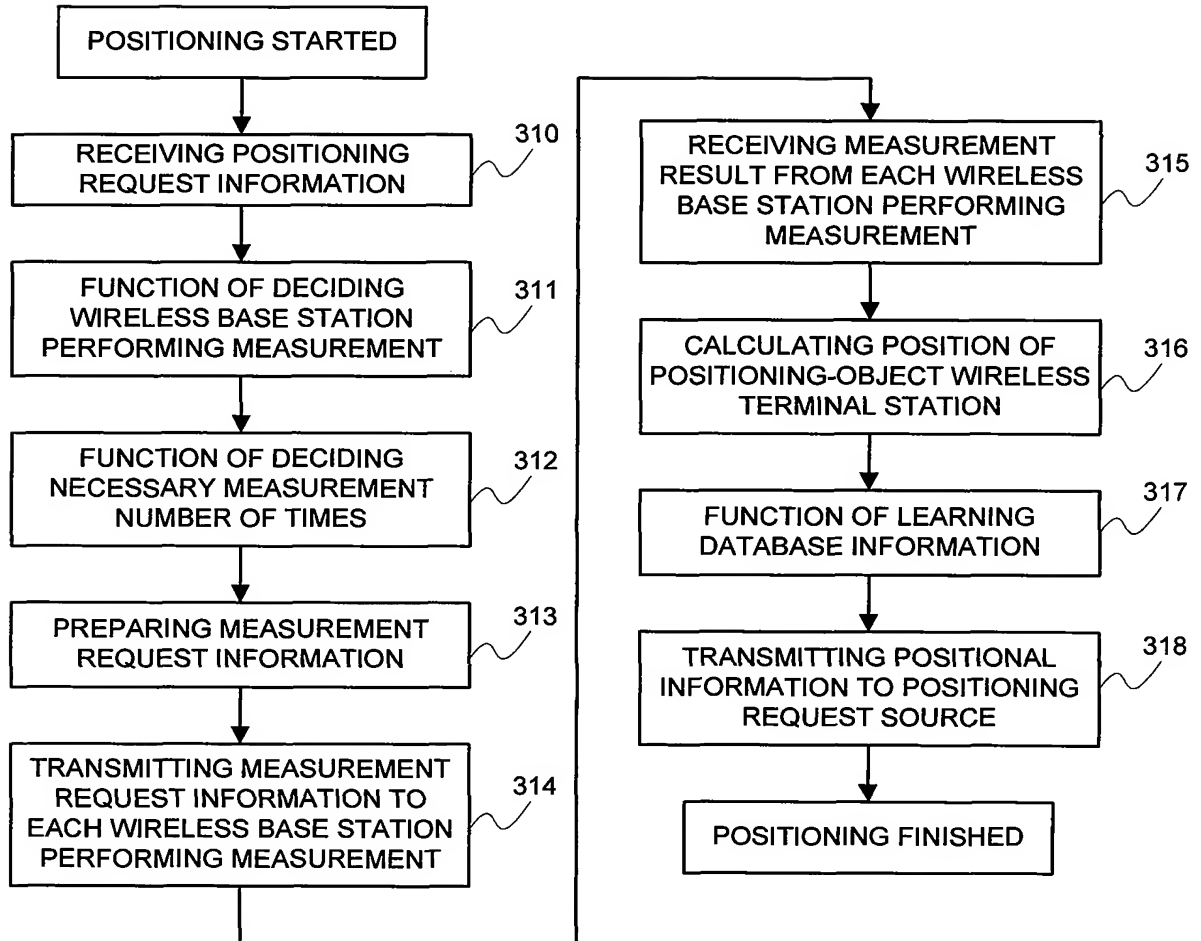 POSITIONING STARTED
RECEIVING POSITIONING
REQUEST INFORMATION
310
FUNCTION OF DECIDING
WIRELESS BASE STATION
PERFORMING MEASUREMENT
311
FUNCTION OF DECIDING
NECESSARY MEASUREMENT
NUMBER OF TIMES
312
PREPARING MEASUREMENT
REQUEST INFORMATION
313
TRANSMITTING MEASUREMENT
REQUEST INFORMATION TO
EACH WIRELESS BASE STATION
PERFORMING MEASUREMENT
314
RECEIVING MEASUREMENT
RESULT FROM EACH WIRELESS
BASE STATION PERFORMING
MEASUREMENT
315
CALCULATING POSITION OF
POSITIONING-OBJECT WIRELESS
TERMINAL STATION
316
FUNCTION OF LEARNING
DATABASE INFORMATION
317
TRANSMITTING POSITIONAL
INFORMATION TO POSITIONING
REQUEST SOURCE
318
POSITIONING FINISHED